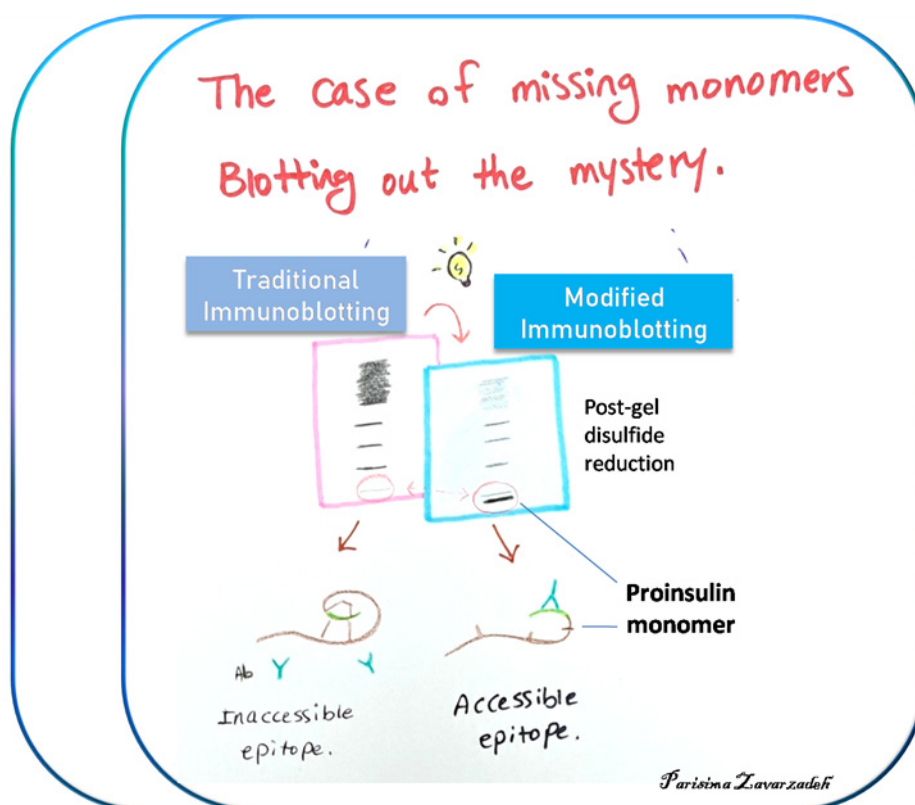 The case of missing monomers
Blotting out the mystery.
Traditional
Immunoblotting
Modified
Immunoblotting
Post-gel
disulfide
reduction
Proinsulin
monomer
Ab
Inaccessible
epitope.
Accessible
epitope.
Parisima Zavarzadeh